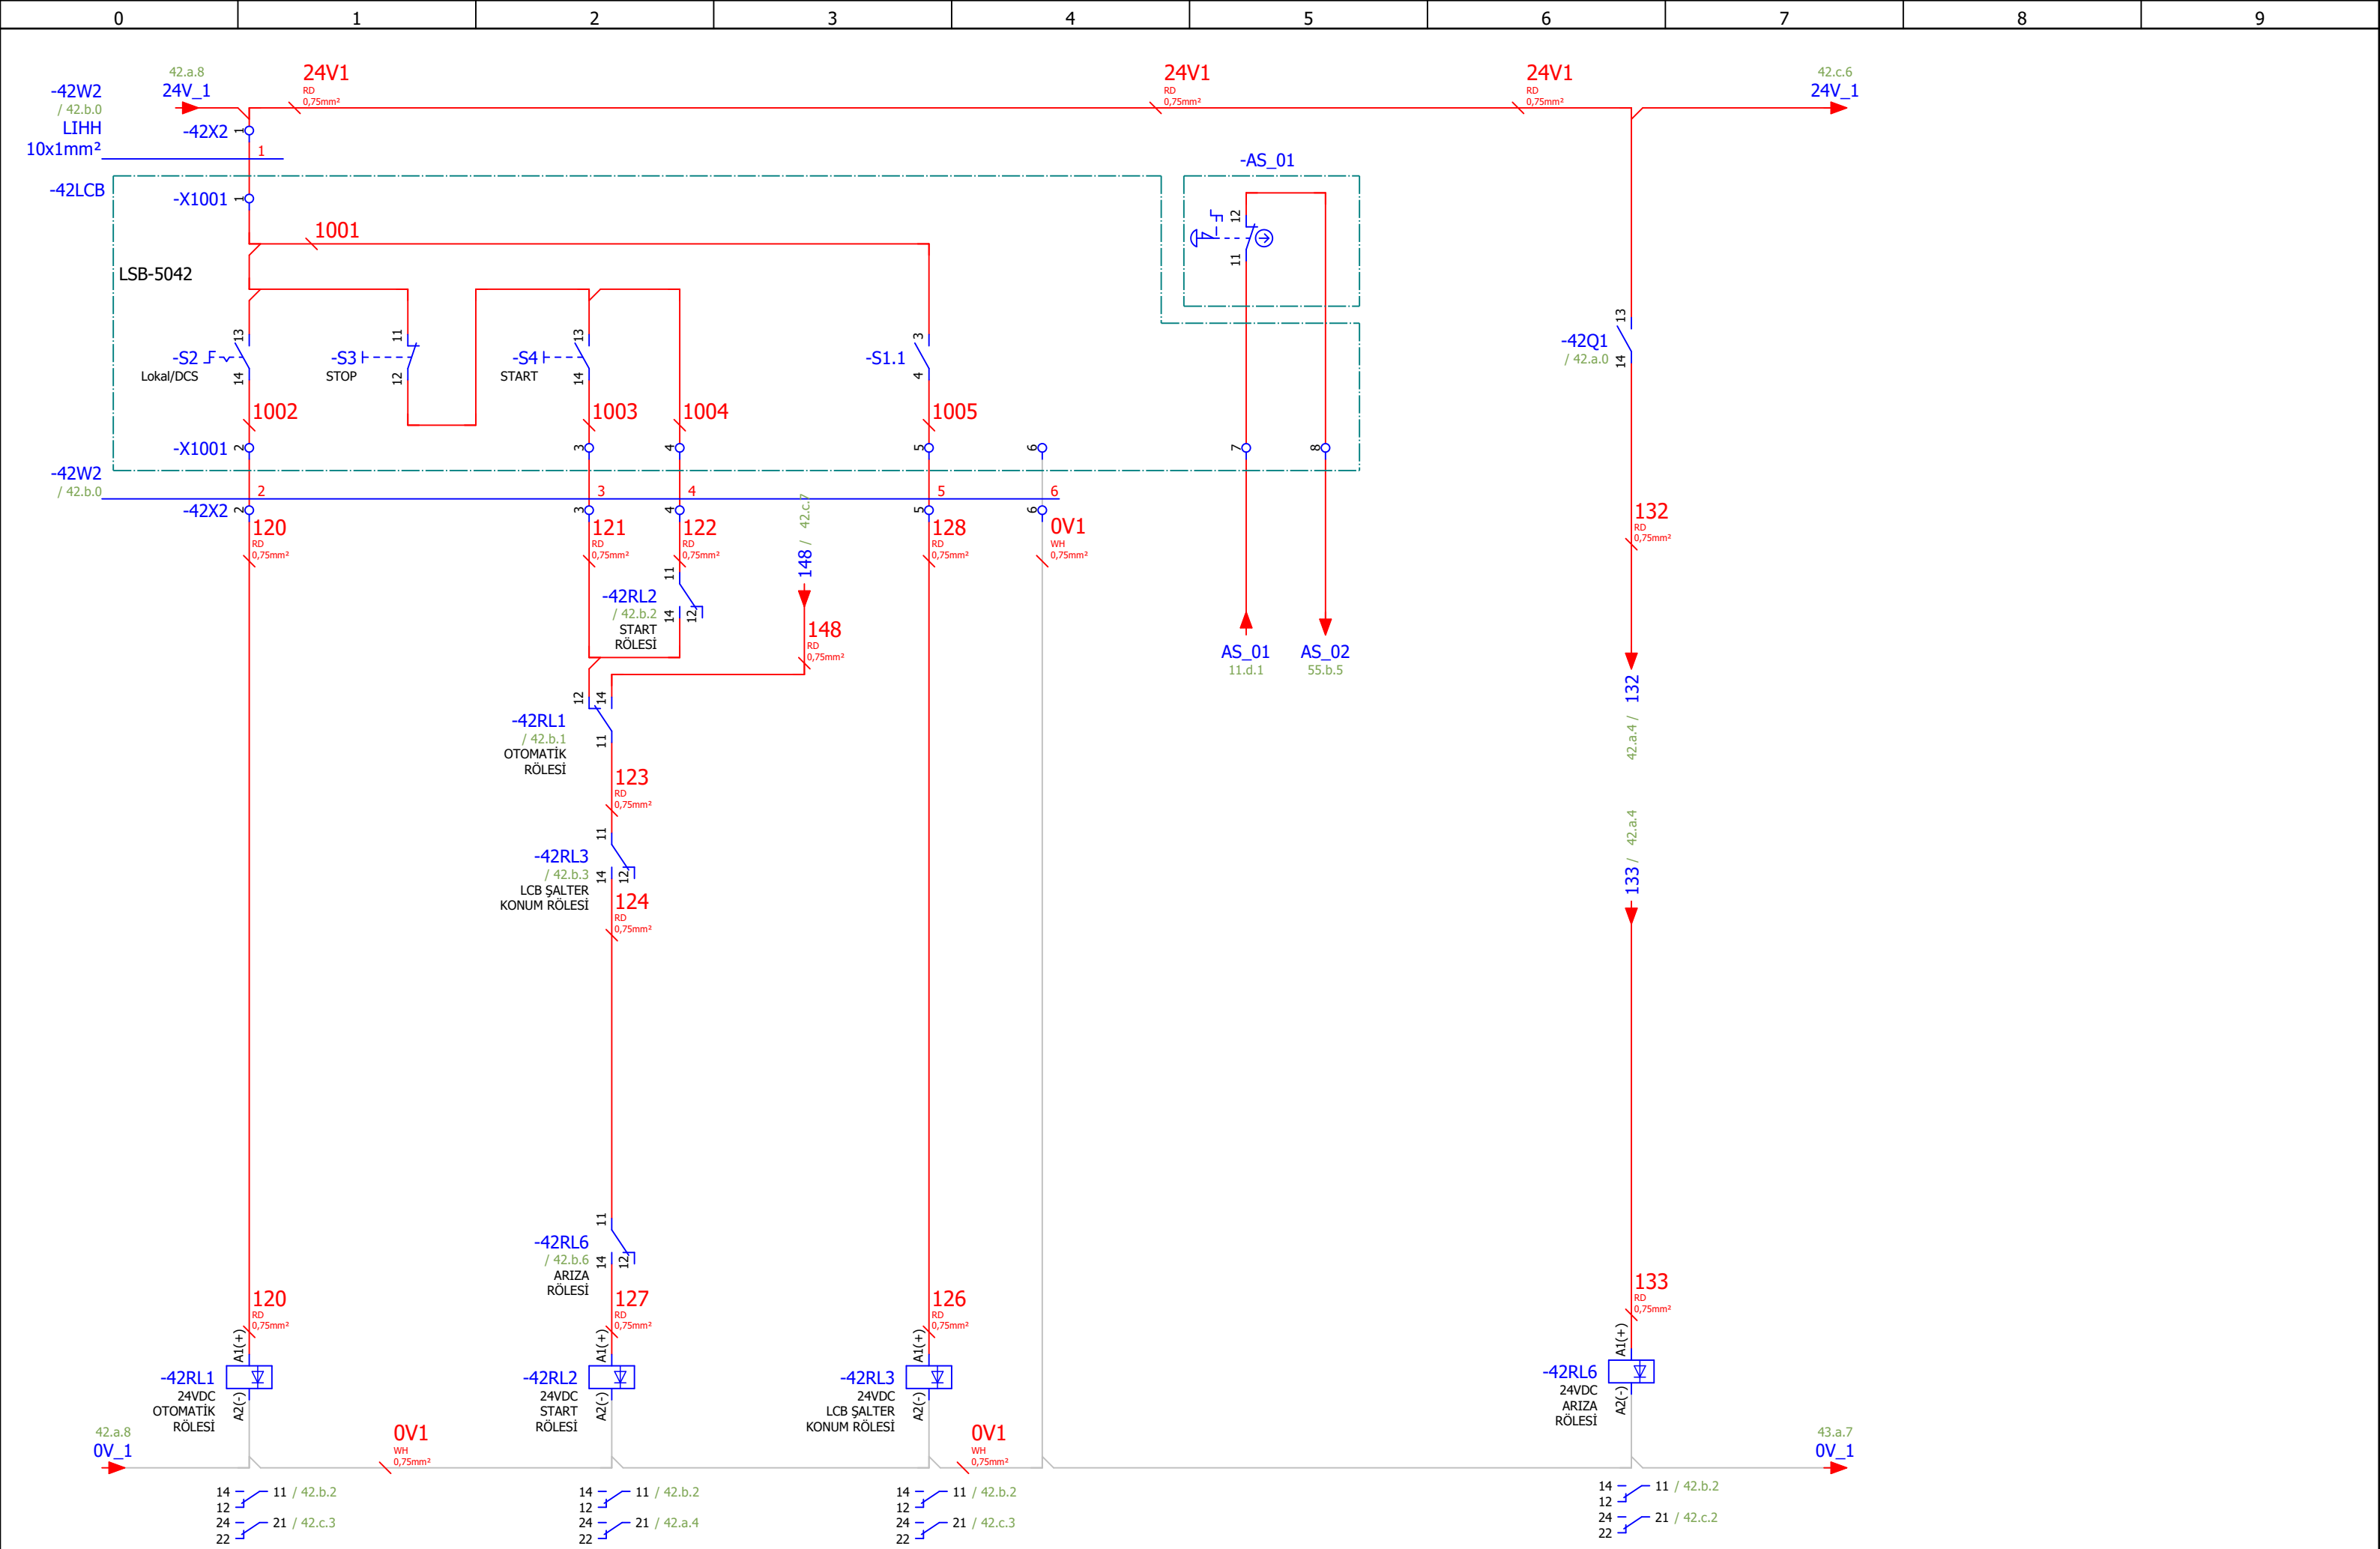 0 1 2 3 4 5 6 7 8 9
42.a.8
24V_1
24V1
RD
0,75mm²
24V1
RD
0,75mm²
24V1
RD
0,75mm²
42.c.6
24V_1
-42W2
/ 42.b.0
LIHH
10x1mm²
-42X2 1
1
-42LCB
-X1001 1
1001
LSB-5042
-AS_01
12
11
-S2
Lokal/DCS
13
14
-S3
STOP
11
12
-S4
START
13
14
-S1.1
3
4
-42Q1
/ 42.a.0
13
14
1002
1003
1004
1005
-X1001 2 3 4 5 6 7 8
-42W2
/ 42.b.0
2 3 4 5 6
-42X2 2 3 4 5 6
120
RD
0,75mm²
121
RD
0,75mm²
122
RD
0,75mm²
148 / 42.c.7
128
RD
0,75mm²
0V1
WH
0,75mm²
132
RD
0,75mm²
-42RL2
/ 42.b.2
START
RÖLESİ
11
14 12
148
RD
0,75mm²
AS_01
11.d.1
AS_02
55.b.5
132
42.a.4 /
12 14
-42RL1
/ 42.b.1
OTOMATİK
RÖLESİ
11
123
RD
0,75mm²
11
-42RL3
/ 42.b.3
LCB ŞALTER
KONUM RÖLESİ
14 12
124
RD
0,75mm²
133 / 42.a.4
11
-42RL6
/ 42.b.6
ARIZA
RÖLESİ
14 12
120
RD
0,75mm²
127
RD
0,75mm²
126
RD
0,75mm²
133
RD
0,75mm²
A1(+)
-42RL1
24VDC
OTOMATİK
RÖLESİ
A2(-)
A1(+)
-42RL2
24VDC
START
RÖLESİ
A2(-)
A1(+)
-42RL3
24VDC
LCB ŞALTER
KONUM RÖLESİ
A2(-)
A1(+)
-42RL6
24VDC
ARIZA
RÖLESİ
A2(-)
42.a.8
0V_1
0V1
WH
0,75mm²
0V1
WH
0,75mm²
43.a.7
0V_1
14 11 / 42.b.2
12
24 21 / 42.c.3
22
14 11 / 42.b.2
12
24 21 / 42.a.4
22
14 11 / 42.b.2
12
24 21 / 42.c.3
22
14 11 / 42.b.2
12
24 21 / 42.c.2
22